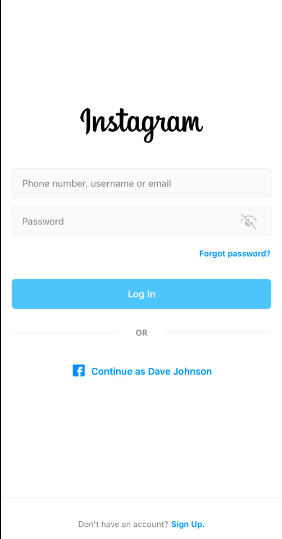 Instagram
Phone number, username or email
Password
Forgot password?
Log In
OR
Continue as Dave Johnson
Don't have an account? Sign Up.